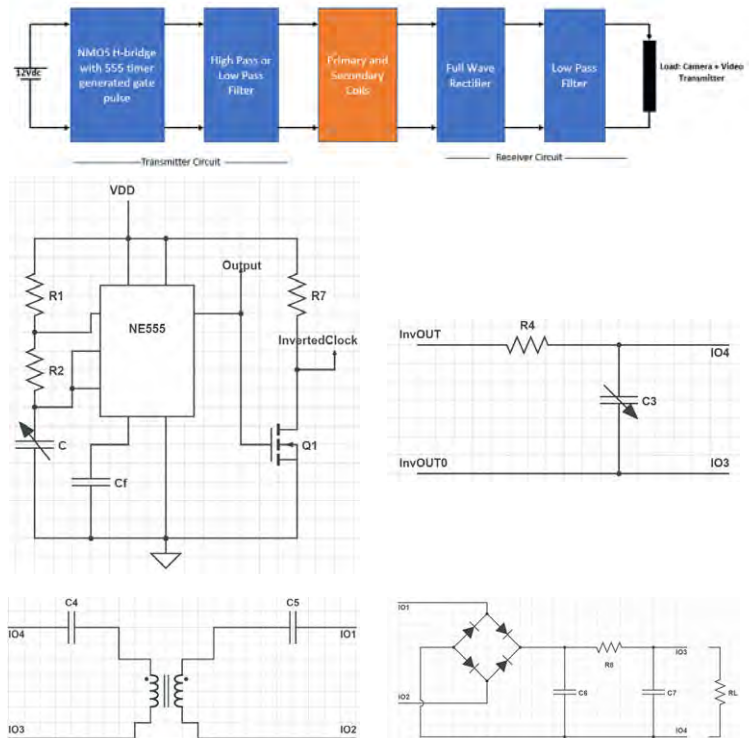 12Vdc
NMOS H-bridge
with 555 timer
generated gate
pulse
High Pass or
Low Pass
Filter
Primary and
Secondary
Coils
Full Wave
Rectifier
Low Pass
Filter
Load: Camera + Video
Transmitter
Transmitter Circuit
Receiver Circuit
VDD
R1
Output
R7
NE555
InvertedClock
R2
C
Q1
Cf
InvOUT
R4
IO4
C3
InvOUT0
IO3
C4
C5
IO4
IO1
IO3
IO2
IO1
IO3
C6
C7
RL
IO2
IO4